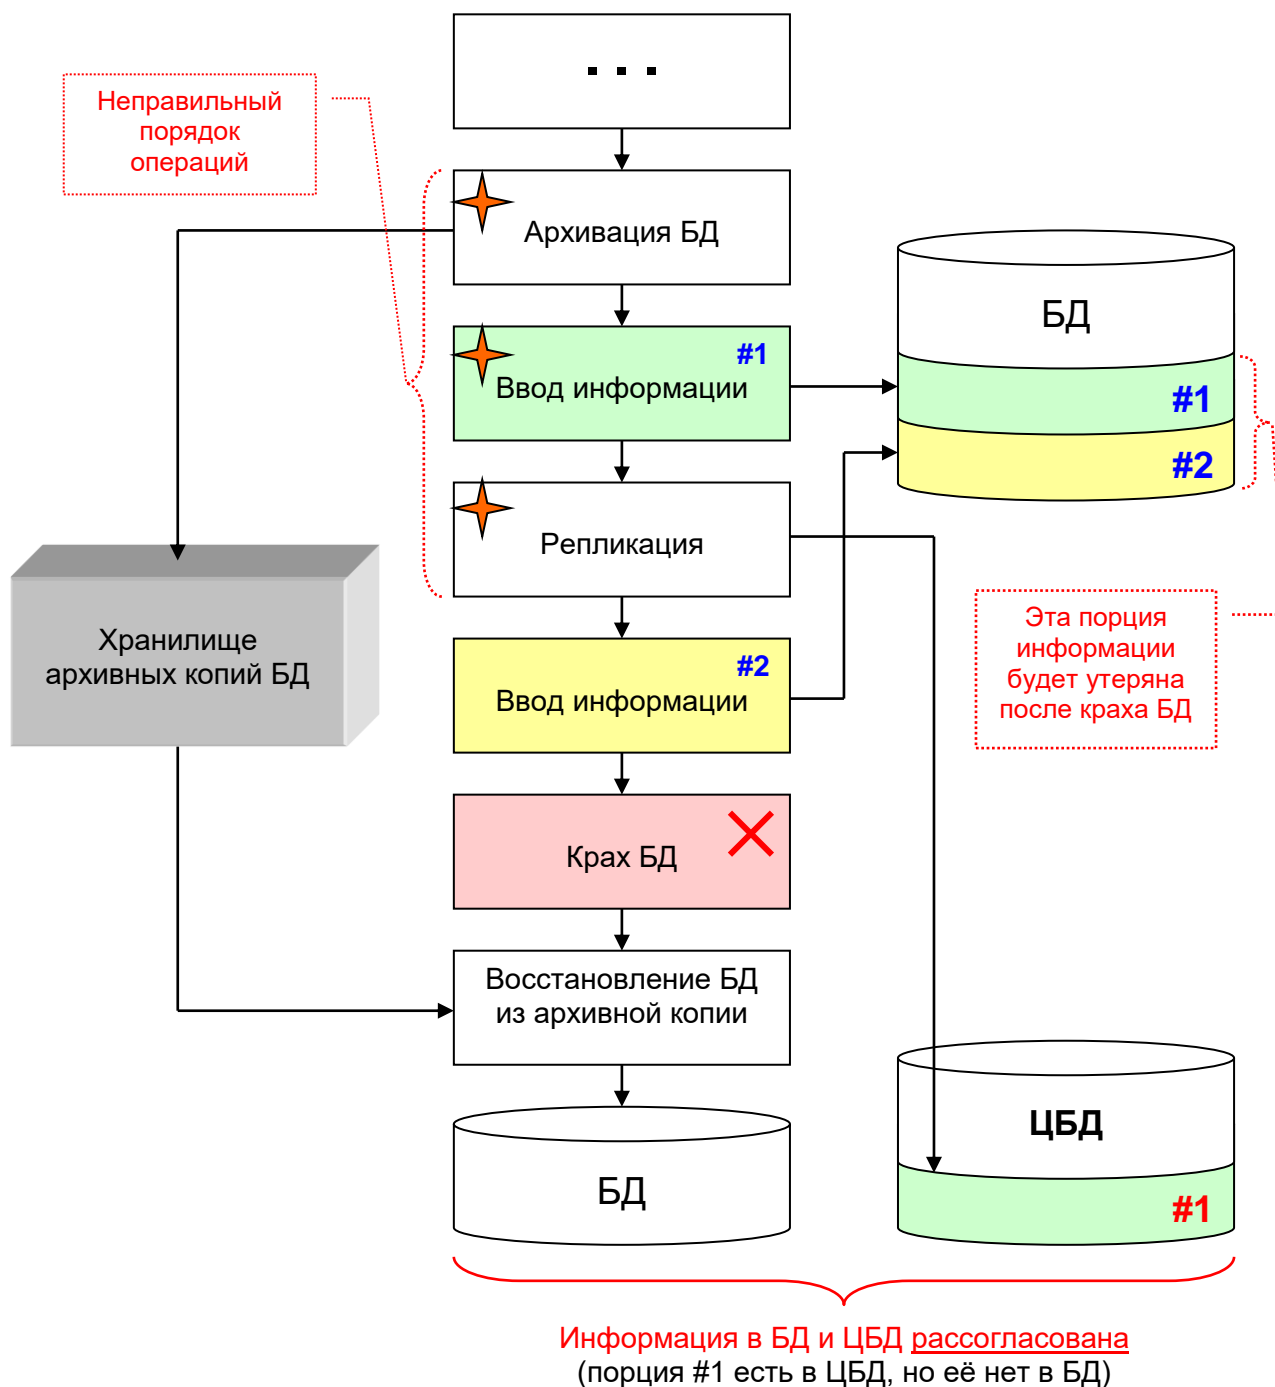 ...
Неправильный
порядок
операций
Архивация БД
#1
Ввод информации
БД
#1
#2
Репликация
Хранилище
архивных копий БД
#2
Ввод информации
Эта порция
информации
будет утеряна
после краха БД
Крах БД
Восстановление БД
из архивной копии
БД
ЦБД
#1
Информация в БД и ЦБД рассогласована
(порция #1 есть в ЦБД, но её нет в БД)